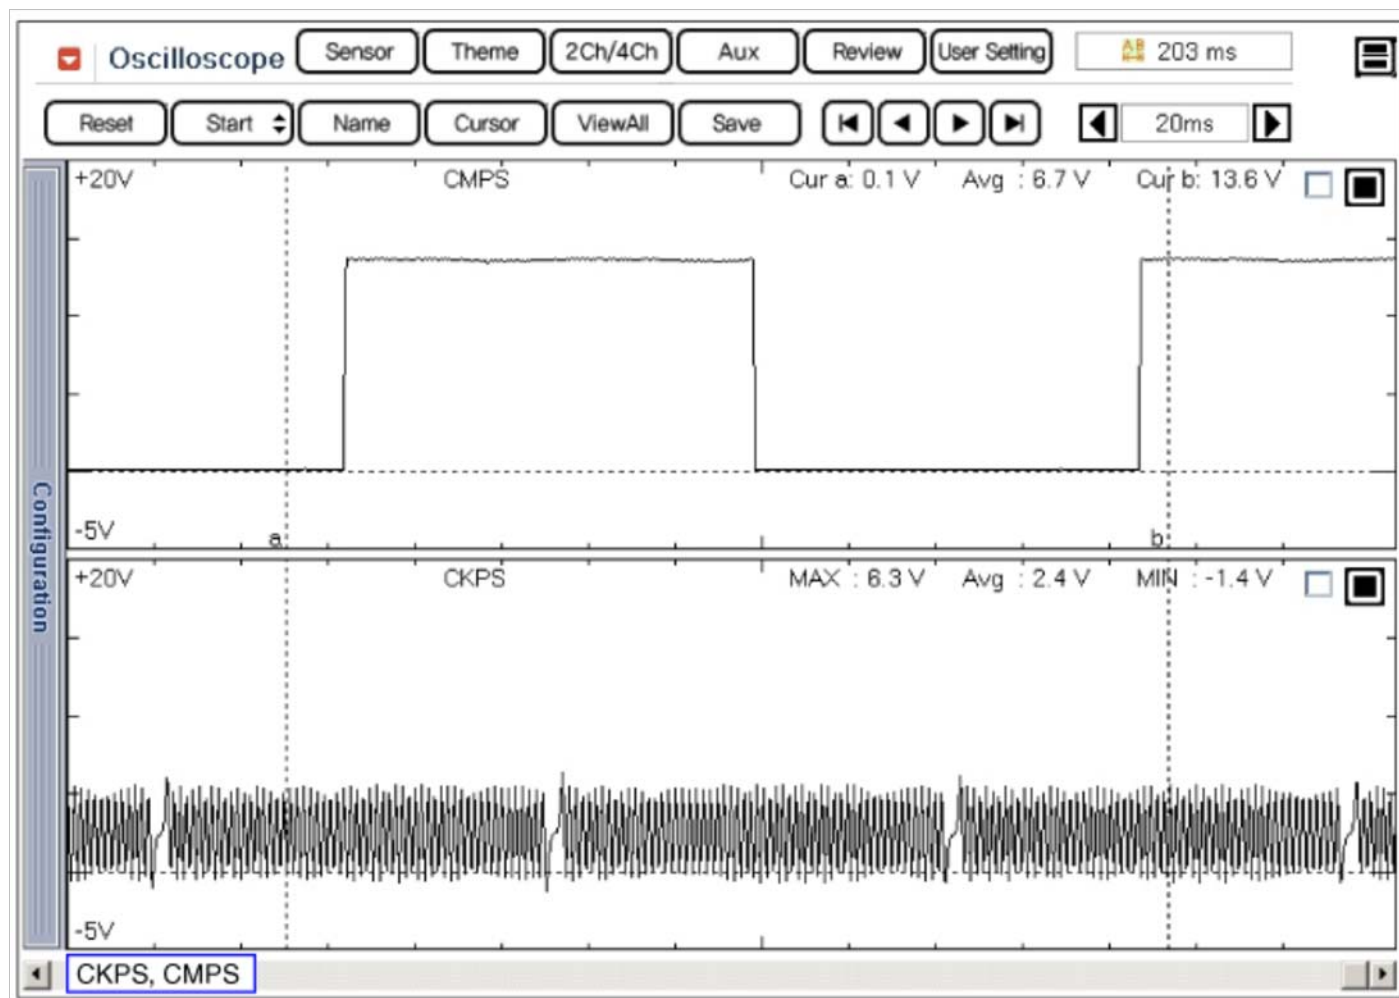 Oscilloscope Sensor Theme 2Ch/4Ch Aux Review User Setting AB 203 ms
Reset Start Name Cursor ViewAll Save 20ms
+20V CMPS Cur a: 0.1 V Avg : 6.7 V Cur b: 13.6 V
-5V a b
Configuration
+20V CKPS MAX : 6.3 V Avg : 2.4 V MIN : -1.4 V
-5V
CKPS, CMPS